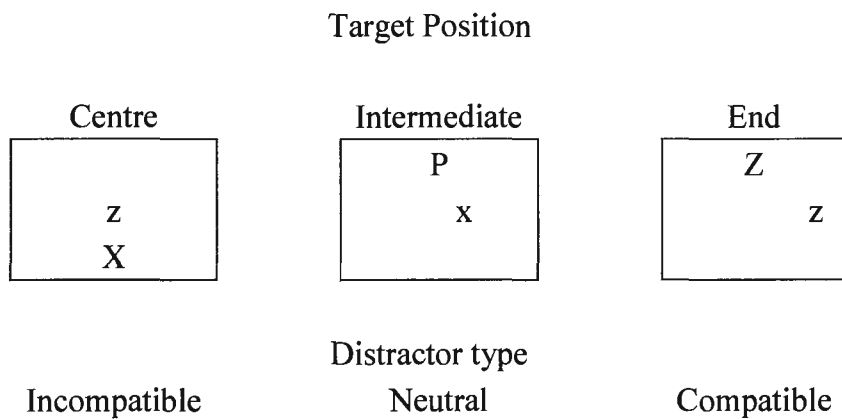 Target Position
Centre Intermediate End
P Z
z x z
X
Distractor type
Incompatible Neutral Compatible